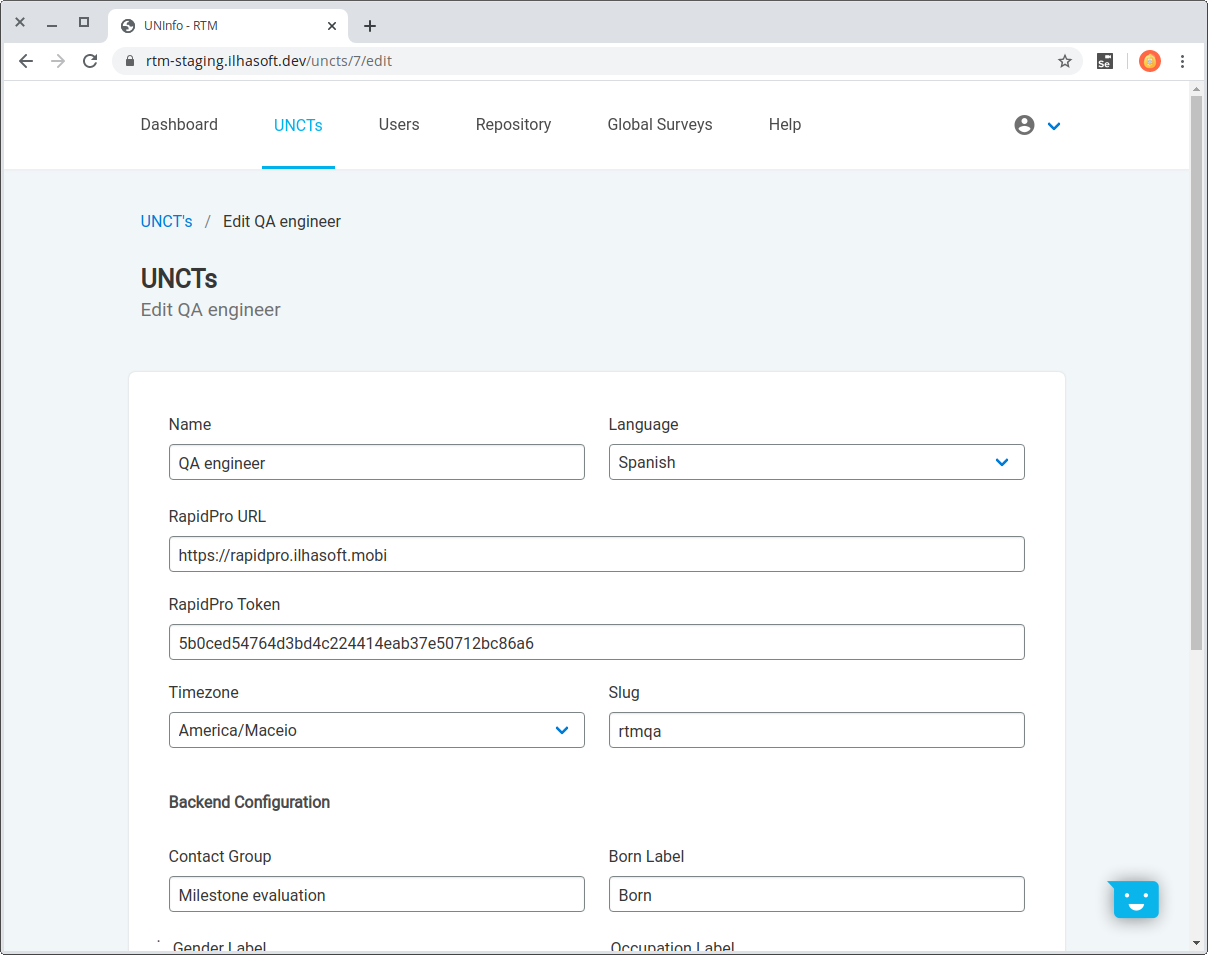 UNInfo - RTM
rtm-staging.ilhasoft.dev/uncts/7/edit
Se
Dashboard UNCTs Users Repository Global Surveys Help
UNCT's / Edit QA engineer
UNCTs
Edit QA engineer
Name Language
QA engineer Spanish
RapidPro URL
https://rapidpro.ilhasoft.mobi
RapidPro Token
5b0ced54764d3bd4c224414eab37e50712bc86a6
Timezone Slug
America/Maceio rtmqa
Backend Configuration
Contact Group Born Label
Milestone evaluation Born
Gender Label Occupation Label